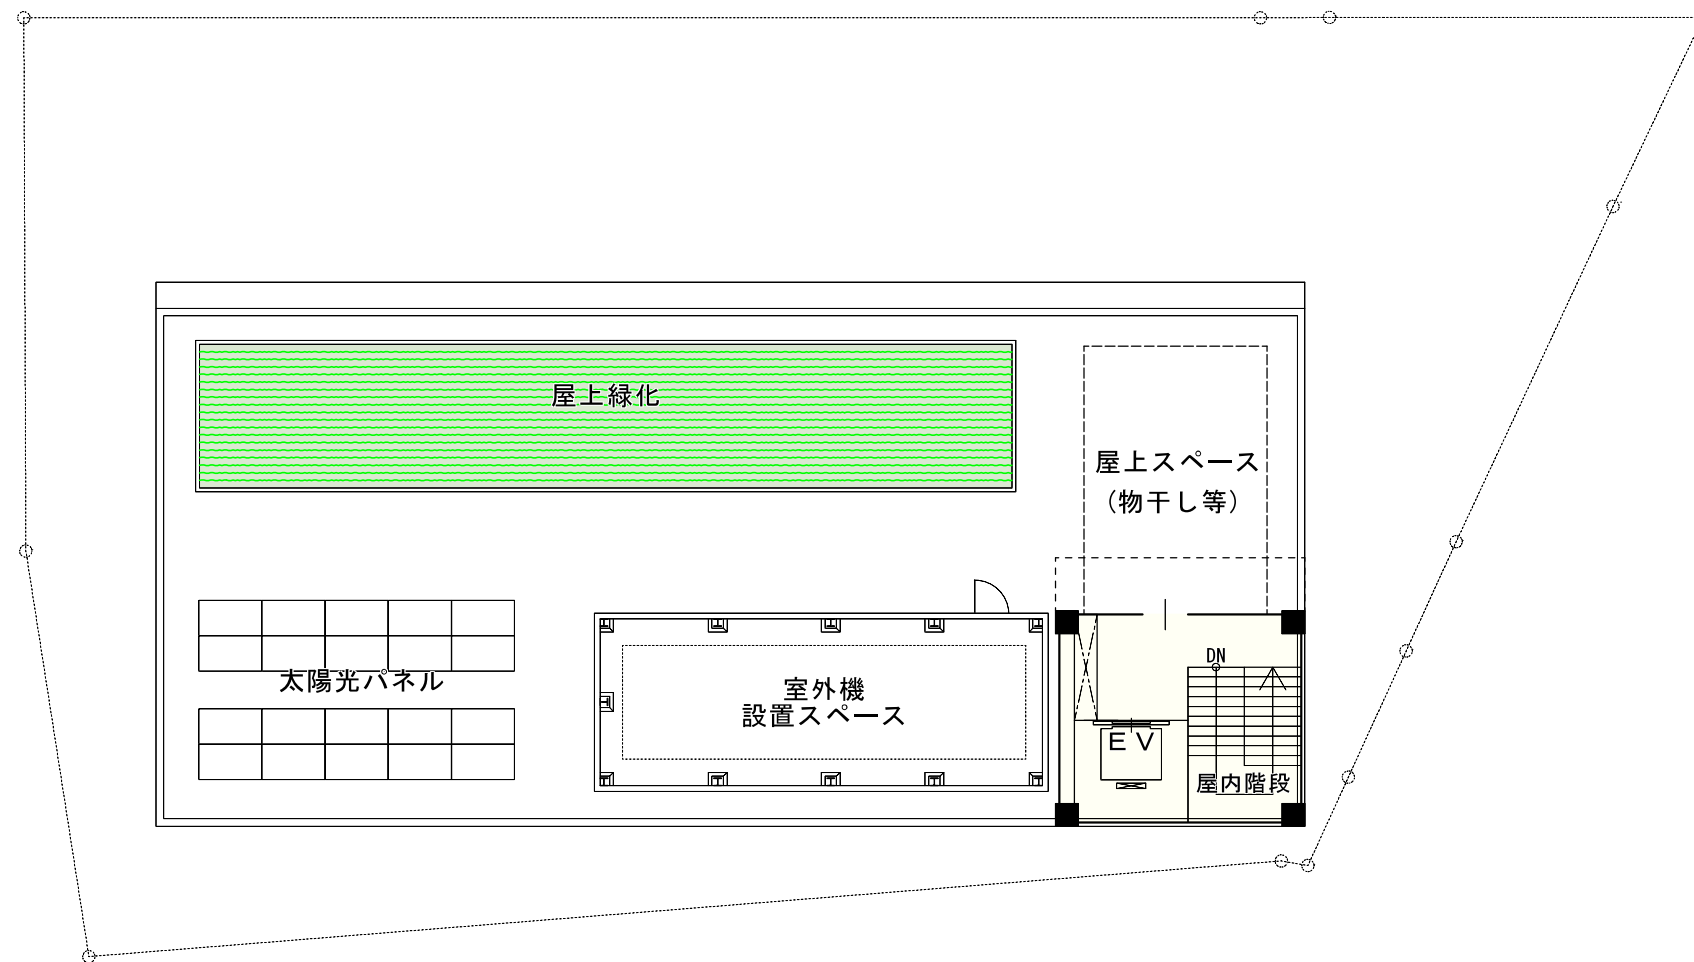 屋上緑化
屋上スペース
（物干し等）
太陽光パネル
室外機
設置スペース
DN
ＥＶ
屋内階段